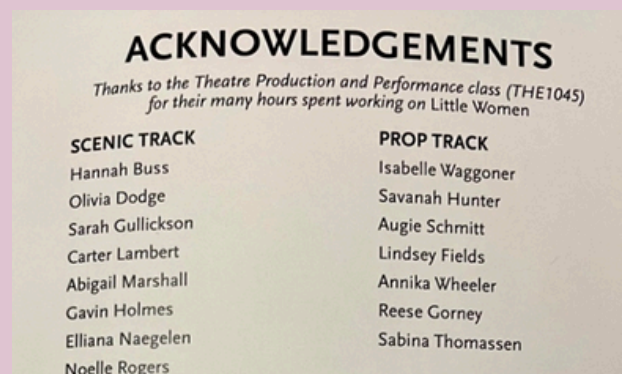 ACKNOWLEDGEMENTS
Thanks to the Theatre Production and Performance class (THE1045)
for their many hours spent working on Little Women
SCENIC TRACK
Hannah Buss
Olivia Dodge
Sarah Gullickson
Carter Lambert
Abigail Marshall
Gavin Holmes
Elliana Naegelen
Noelle Rogers
PROP TRACK
Isabelle Waggoner
Savanah Hunter
Augie Schmitt
Lindsey Fields
Annika Wheeler
Reese Gorney
Sabina Thomassen